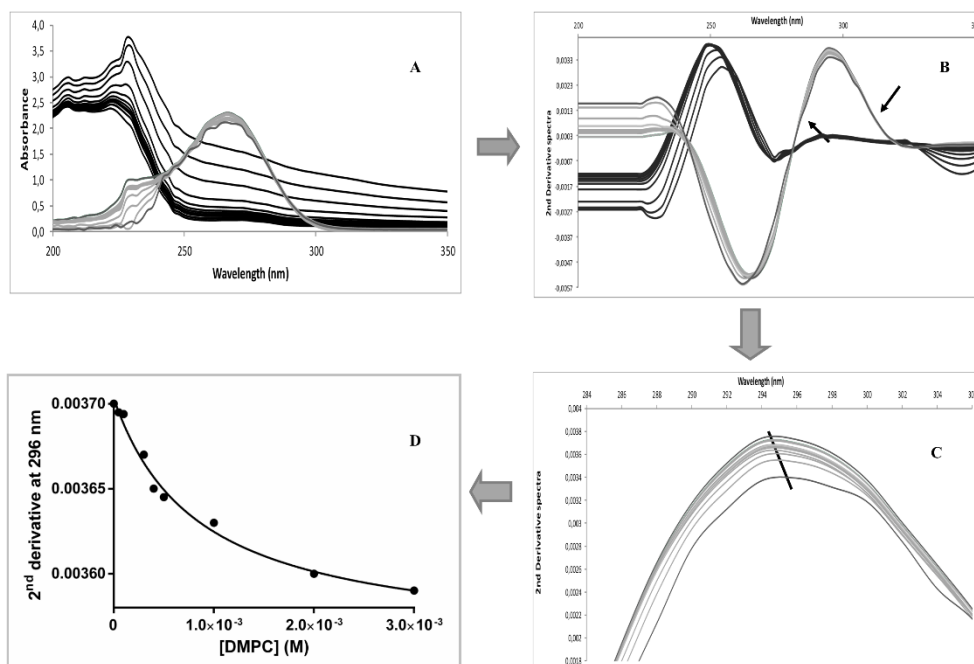 4,0
3,5
3,0
2,5
2,0
1,5
1,0
0,5
0,0
Absorbance
A
200 250 300 350
Wavelength (nm)
Wavelength (nm)
200 250 300
0,0033
0,0023
0,0013
0,0003
-0,0007
-0,0017
-0,0027
-0,0037
-0,0047
-0,0057
2nd Derivative spectra
B
0.00370
0.00365
0.00360
2nd derivative at 296 nm
D
0 1.0×10-3 2.0×10-3 3.0×10-3
[DMPC] (M)
Wavelength (nm)
284 286 288 290 292 294 296 298 300 302 304
0,004
0,0038
0,0036
0,0034
0,0032
0,003
0,0028
0,0026
0,0024
0,0022
0,002
0,0018
2nd Derivative spectra
C